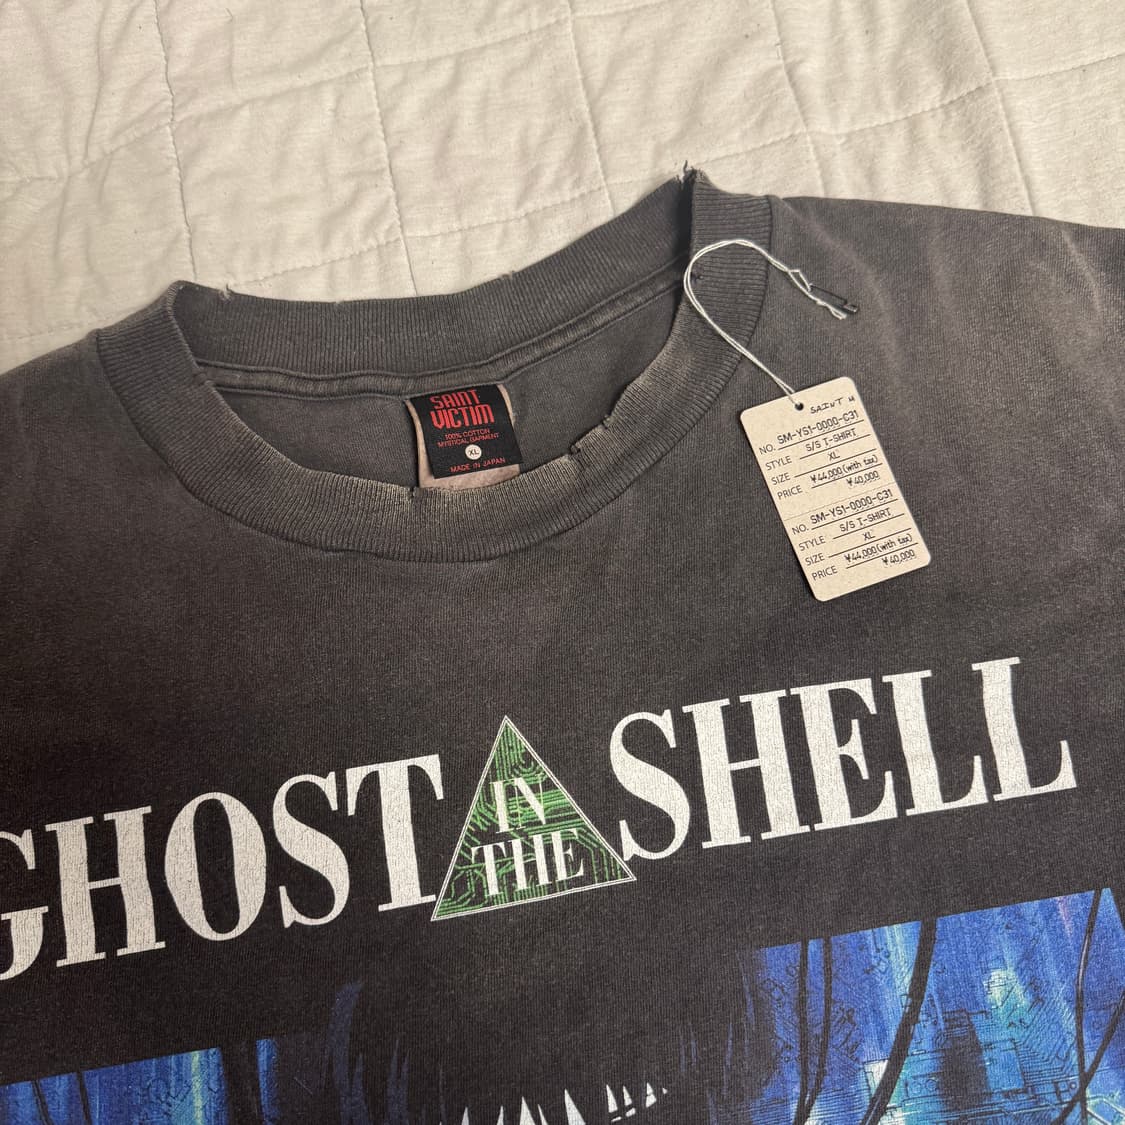 SAINT
VICTIM
100% COTTON
MYSTICAL GARMENT
XL
MADE IN JAPAN
SAINT M
NO. SM-YS1-0000-C31
STYLE S/S T-SHIRT
SIZE XL
PRICE ¥44,000(with tax)
¥40,000
NO. SM-YS1-0000-C31
STYLE S/S T-SHIRT
SIZE XL
PRICE ¥44,000(with tax)
¥40,000
GHOST IN THE SHELL